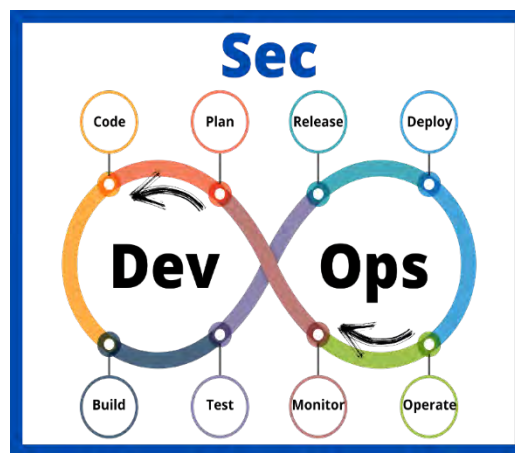 Sec
Code
Plan
Release
Deploy
Dev
Ops
Build
Test
Monitor
Operate